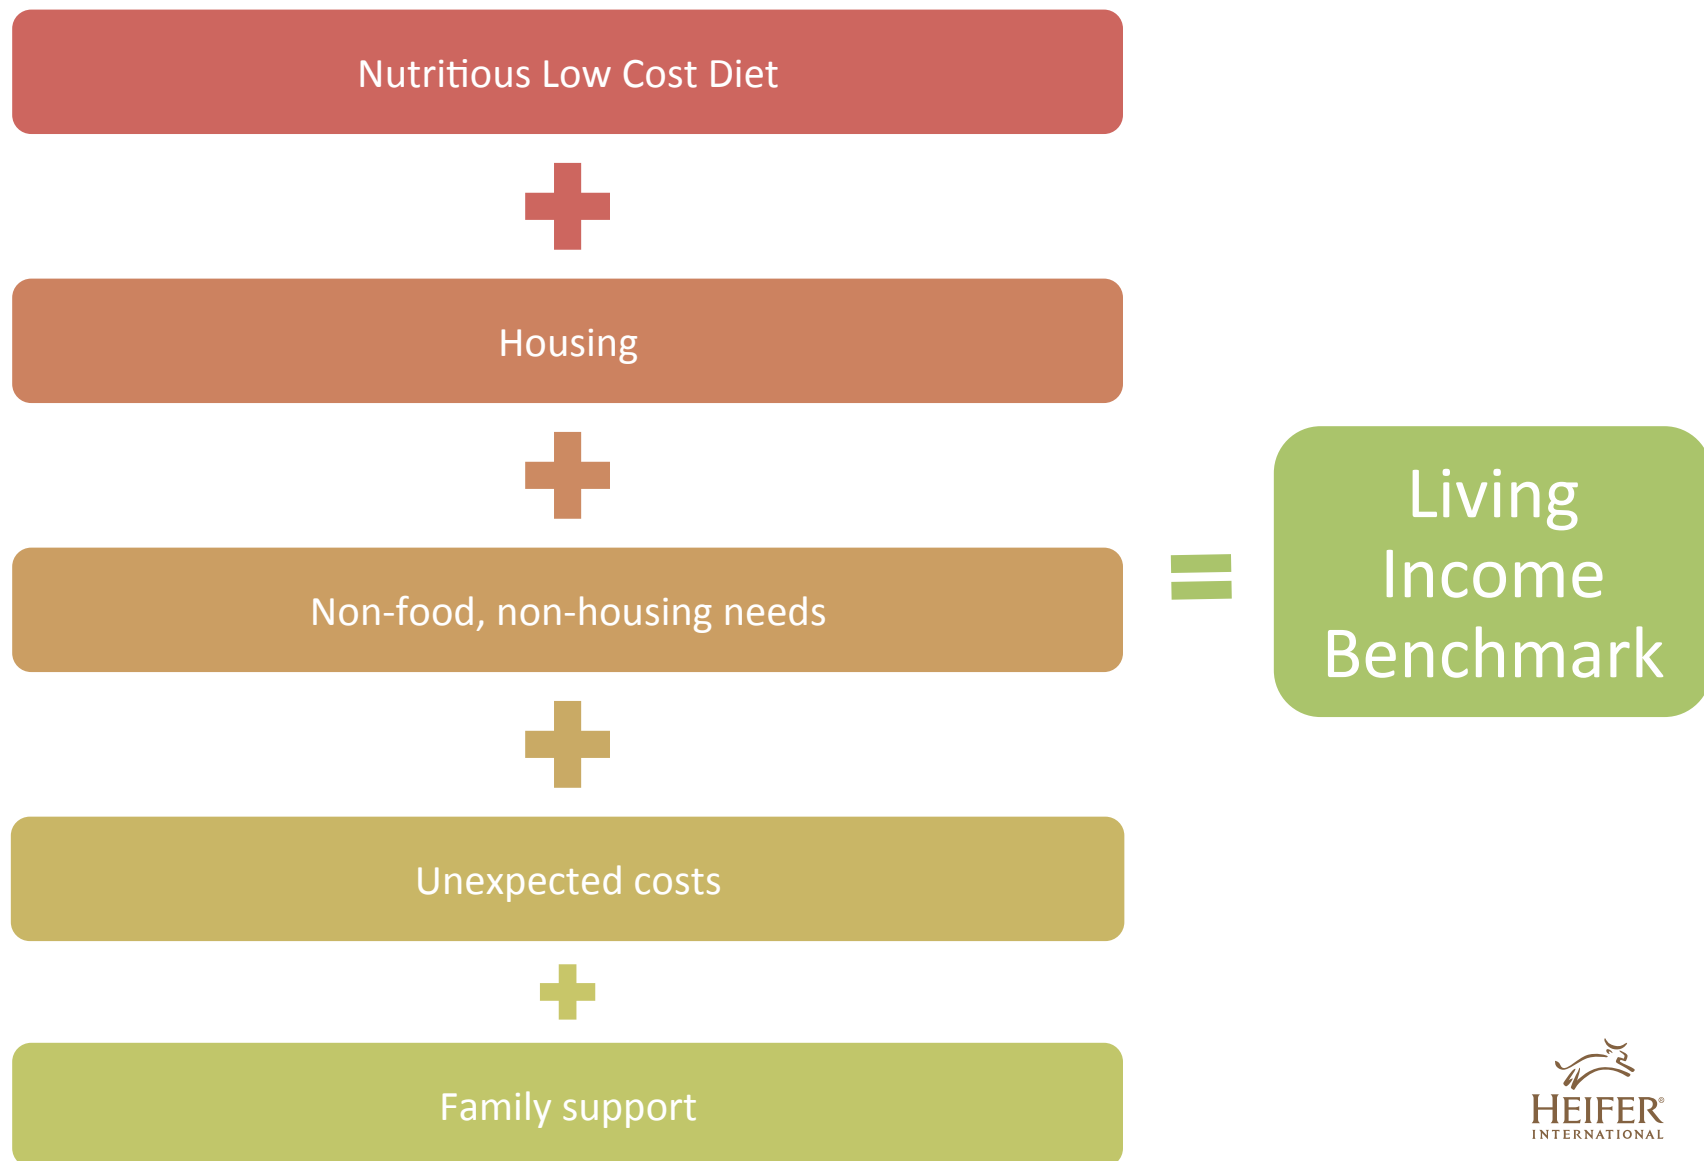 Nutritious Low Cost Diet
Housing
Non-food, non-housing needs
Unexpected costs
Family support
=
Living
Income
Benchmark
HEIFER®
INTERNATIONAL